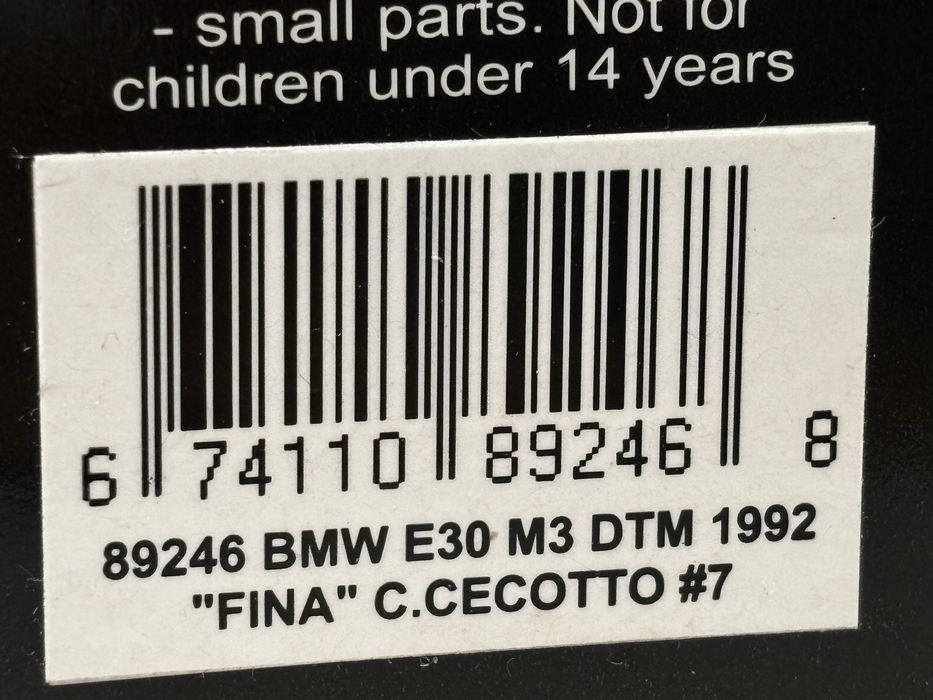 - small parts. Not for
children under 14 years
6 74110 89246 8
89246 BMW E30 M3 DTM 1992
"FINA" C.CECOTTO #7